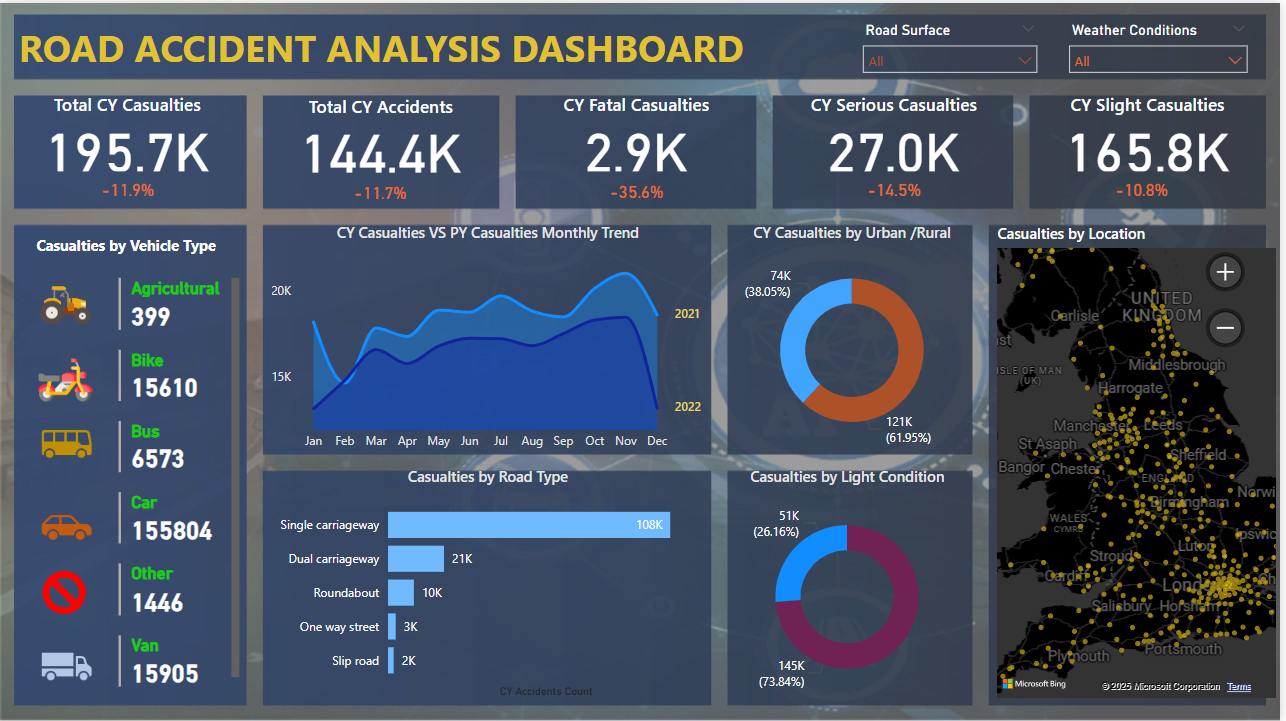 ROAD ACCIDENT ANALYSIS DASHBOARD
Road Surface
All
Weather Conditions
All
Total CY Casualties
195.7K
-11.9%
Total CY Accidents
144.4K
-11.7%
CY Fatal Casualties
2.9K
-35.6%
CY Serious Casualties
27.0K
-14.5%
CY Slight Casualties
165.8K
-10.8%
Casualties by Vehicle Type
Agricultural
399
Bike
15610
Bus
6573
Car
155804
Other
1446
Van
15905
CY Casualties VS PY Casualties Monthly Trend
20K
15K
2021
2022
Jan Feb Mar Apr May Jun Jul Aug Sep Oct Nov Dec
Casualties by Road Type
Single carriageway 108K
Dual carriageway 21K
Roundabout 10K
One way street 3K
Slip road 2K
CY Accidents Count
CY Casualties by Urban /Rural
74K
(38.05%)
121K
(61.95%)
Casualties by Light Condition
51K
(26.16%)
145K
(73.84%)
Casualties by Location
+
−
UNITED
KINGDOM
Carlisle
ISLE OF MAN
(UK)
Middlesbrough
Harrogate
Manchester Leeds
St Asaph
Sheffield
Bangor Chester
ENGLAND
Norwi
Birmingham
WALES
CYMRU
pswic
Luton
Stroud
Cardiff
Lond
Ch
Salisbury Horsham
Portsmouth
Plymouth
Microsoft Bing
© 2025 Microsoft Corporation Terms